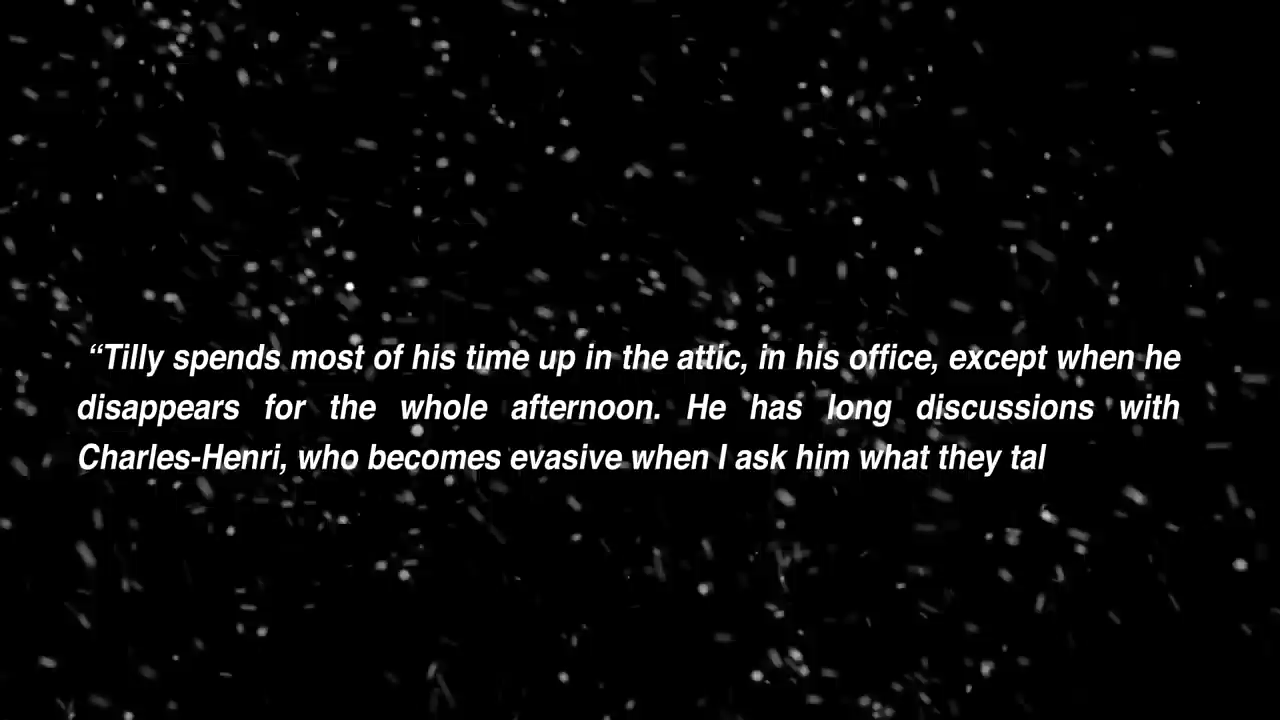 “Tilly spends most of his time up in the attic, in his office, except when he
disappears for the whole afternoon. He has long discussions with
Charles-Henri, who becomes evasive when I ask him what they tal